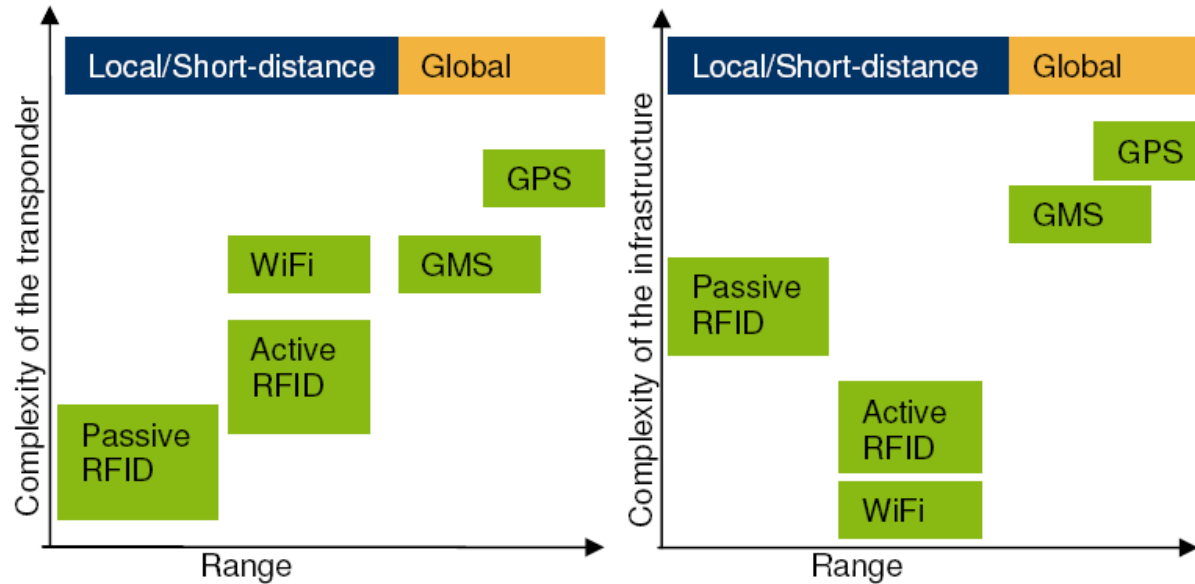 Complexity of the transponder
Local/Short-distance
Global
GPS
WiFi
GMS
Active
RFID
Passive
RFID
Range
Complexity of the infrastructure
Local/Short-distance
Global
GPS
GMS
Passive
RFID
Active
RFID
WiFi
Range